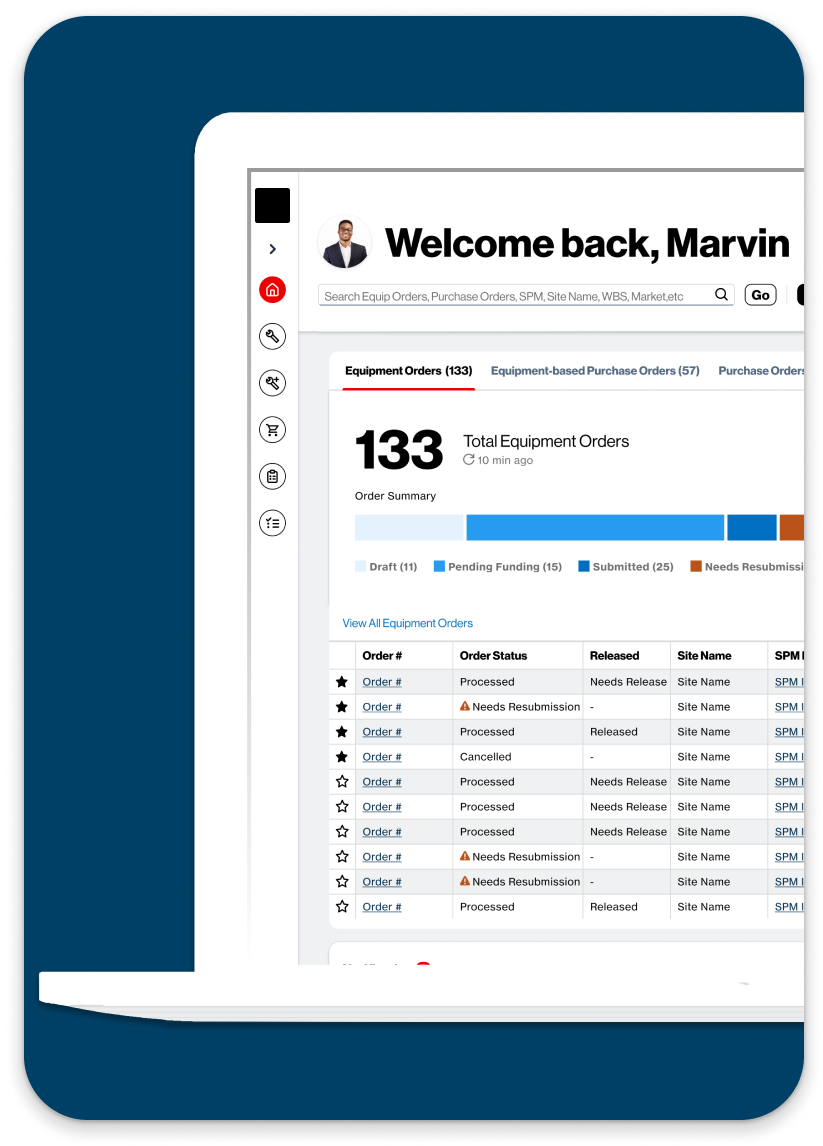 Welcome back, Marvin
Search Equip Orders, Purchase Orders, SPM, Site Name, WBS, Market,etc
Go
Equipment Orders (133) Equipment-based Purchase Orders (57) Purchase Orders
133
Total Equipment Orders
10 min ago
Order Summary
Draft (11) Pending Funding (15) Submitted (25) Needs Resubmissi
View All Equipment Orders
Order # Order Status Released Site Name SPM
Order # Processed Needs Release Site Name SPM
Order # Needs Resubmission - Site Name SPM
Order # Processed Released Site Name SPM
Order # Cancelled - Site Name SPM
Order # Processed Needs Release Site Name SPM
Order # Processed Needs Release Site Name SPM
Order # Processed Needs Release Site Name SPM
Order # Needs Resubmission - Site Name SPM
Order # Needs Resubmission - Site Name SPM
Order # Processed Released Site Name SPM